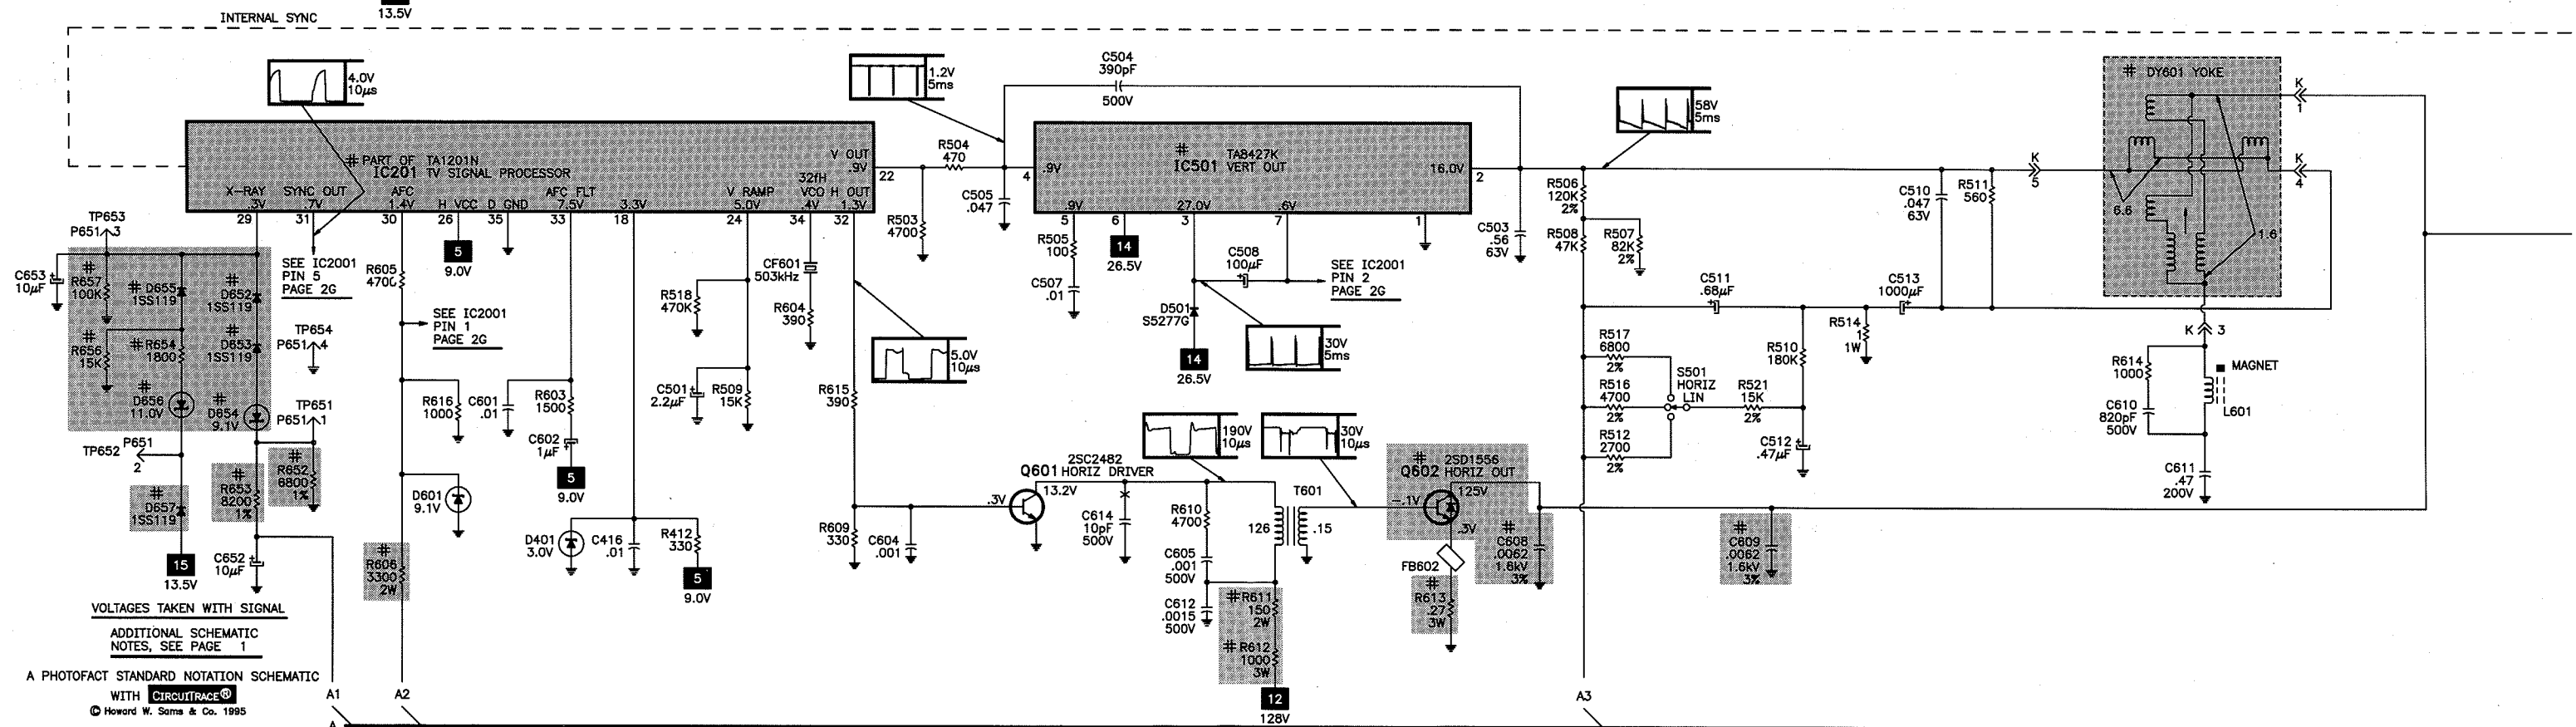 13.5V
INTERNAL SYNC
4.0V
10µs
1.2V
5ms
C504
390pF
500V
58V
5ms
# DY601 YOKE
K
1
# PART OF TA1201N
IC201 TV SIGNAL PROCESSOR
V OUT
.9V
22
R504
470
4
.9V
#
TA8427K
IC501 VERT OUT
16.0V
2
K
5
K
4
X-RAY
.3V
29
SYNC OUT
.7V
31
AFC
1.4V
30
H VCC
26
D GND
35
AFC FLT
7.5V
33
3.3V
18
V RAMP
5.0V
24
32fH
VCO
.4V
34
H OUT
1.3V
32
R503
4700
C505
.047
.9V
5
6
27.0V
3
.6V
7
1
C503
.56
63V
R506
120K
2%
R508
47K
R507
82K
2%
C510
.047
63V
R511
560
6.6
1.6
TP653
P651
3
C653
10µF
#
R657
100K
# D655
1SS119
#
D652
1SS119
SEE IC2001
PIN 5
PAGE 2G
R605
4700
5
9.0V
R518
470K
CF601
503kHz
R604
390
R505
100
C507
.01
14
26.5V
C508
100µF
SEE IC2001
PIN 2
PAGE 2G
D501
S5277G
14
26.5V
30V
5ms
C511
.68µF
C513
1000µF
R514
1
1W
K
3
#
R656
15K
# R654
1800
#
D653
1SS119
TP654
P651
4
SEE IC2001
PIN 1
PAGE 2G
5.0V
10µs
R517
6800
2%
R516
4700
2%
R512
2700
2%
S501
HORIZ
LIN
R510
180K
R521
15K
2%
C512
.47µF
R614
1000
C610
820pF
500V
MAGNET
L601
C611
.47
200V
#
D656
11.0V
#
D654
9.1V
TP651
P651
1
R616
1000
C601
.01
R603
1500
C602
1µF
5
9.0V
C501
2.2µF
R509
15K
R615
390
TP652
P651
2
#
D657
1SS119
#
R653
8200
1%
#
R652
6800
1%
D601
9.1V
190V
10µs
30V
10µs
2SC2482
Q601 HORIZ DRIVER
.3V
13.2V
C614
10pF
500V
R610
4700
T601
126
.15
# 2SD1556
Q602 HORIZ OUT
-.1V
125V
.3V
#
C608
.0062
1.6kV
3%
#
C609
.0062
1.6kV
3%
R609
330
C604
.001
C605
.001
500V
FB602
#
R613
.27
3W
15
13.5V
C652
10µF
#
R606
3300
2W
D401
3.0V
C416
.01
R412
330
5
9.0V
C612
.0015
500V
# R611
150
2W
# R612
1000
3W
12
128V
VOLTAGES TAKEN WITH SIGNAL
ADDITIONAL SCHEMATIC
NOTES, SEE PAGE 1
A PHOTOFACT STANDARD NOTATION SCHEMATIC
WITH CIRCUITRACE®
© Howard W. Sams & Co. 1995
A1
A2
A3
A